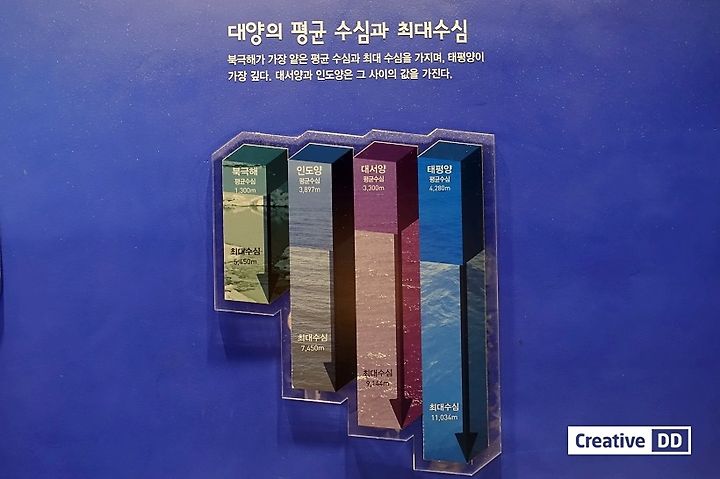 대양의 평균 수심과 최대수심
북극해가 가장 얕은 평균 수심과 최대 수심을 가지며, 태평양이
가장 깊다. 대서양과 인도양은 그 사이의 값을 가진다.
북극해
평균수심
1,300m
최대수심
5,450m
인도양
평균수심
3,897m
최대수심
7,450m
대서양
평균수심
3,300m
최대수심
9,144m
태평양
평균수심
4,280m
최대수심
11,034m
Creative DD